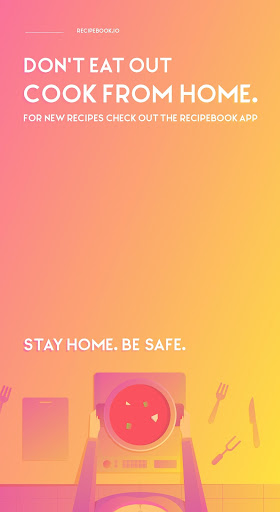 RECIPEBOOK.IO
DON'T EAT OUT
COOK FROM HOME.
FOR NEW RECIPES CHECK OUT THE RECIPEBOOK APP
STAY HOME. BE SAFE.